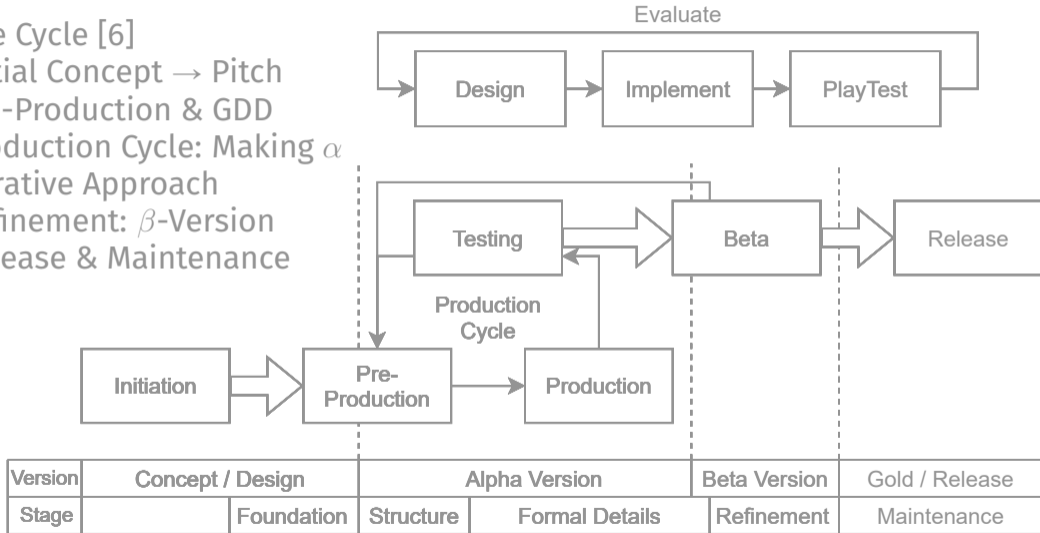 e Cycle [6]
tial Concept → Pitch
-Production & GDD
oduction Cycle: Making α
rative Approach
finement: β-Version
ease & Maintenance
Evaluate
Design
Implement
PlayTest
Testing
Beta
Release
Production
Cycle
Initiation
Pre-
Production
Production
Version Concept / Design Alpha Version Beta Version Gold / Release
Stage Foundation Structure Formal Details Refinement Maintenance